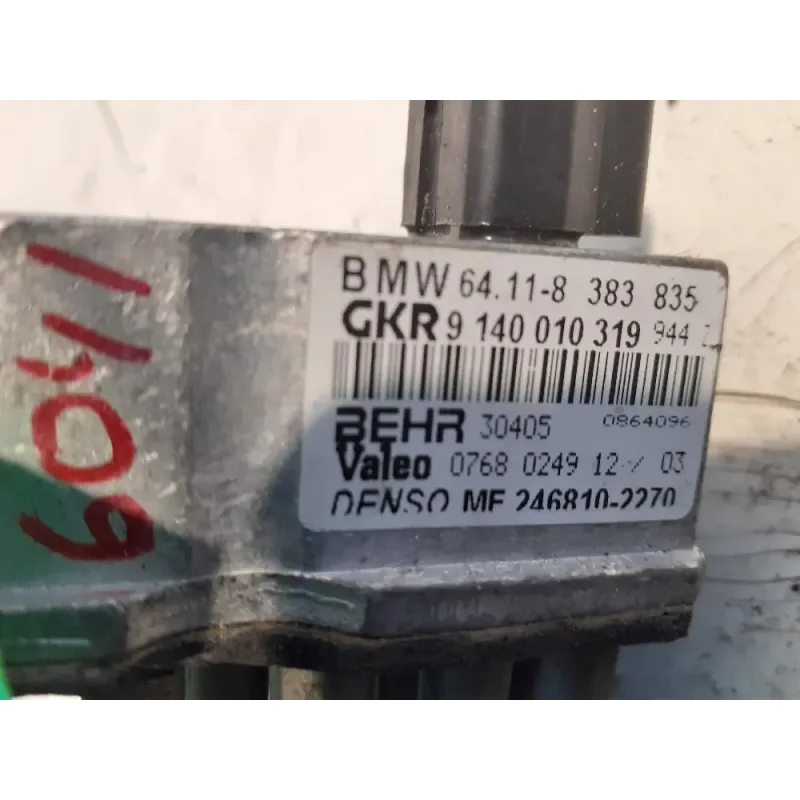 BMW 64.11-8 383 835
GKR 9 140 010 319 944 Z
BEHR 30405 0864096
Valeo 0768 0249 12 / 03
DENSO MF 246810-2270
6041